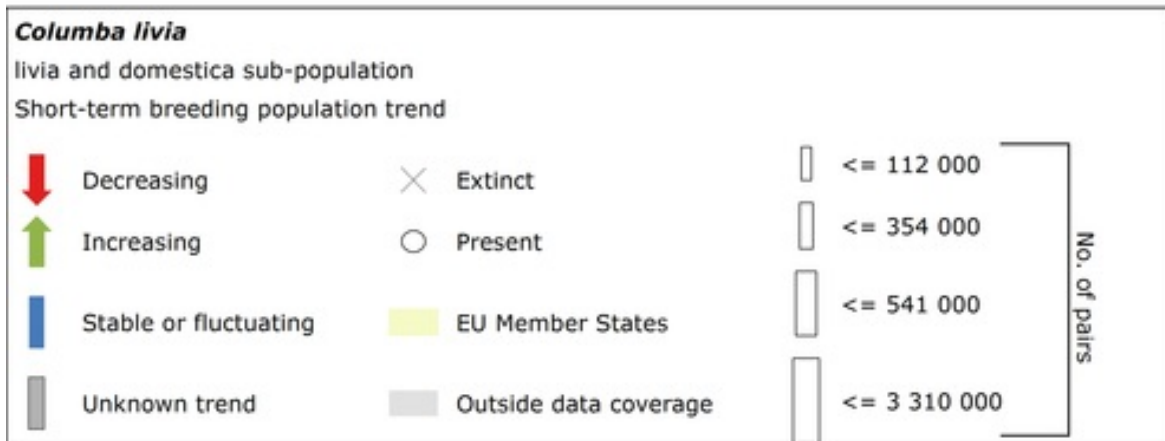 Columba livia
livia and domestica sub-population
Short-term breeding population trend
Decreasing
Increasing
Stable or fluctuating
Unknown trend
Extinct
Present
EU Member States
Outside data coverage
<= 112 000
<= 354 000
<= 541 000
<= 3 310 000
No. of pairs